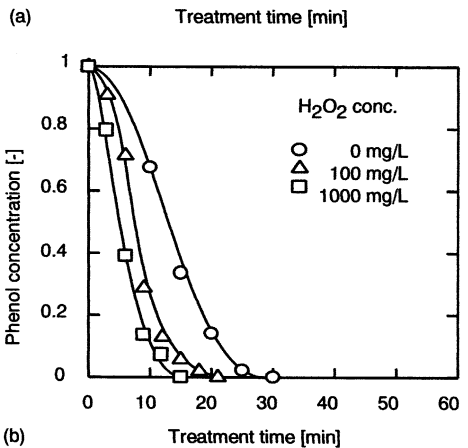 (a) Treatment time [min]
1
H₂O₂ conc.
0.8
0 mg/L
100 mg/L
0.6
1000 mg/L
Phenol concentration [-]
0.4
0.2
0
0 10 20 30 40 50 60
(b) Treatment time [min]